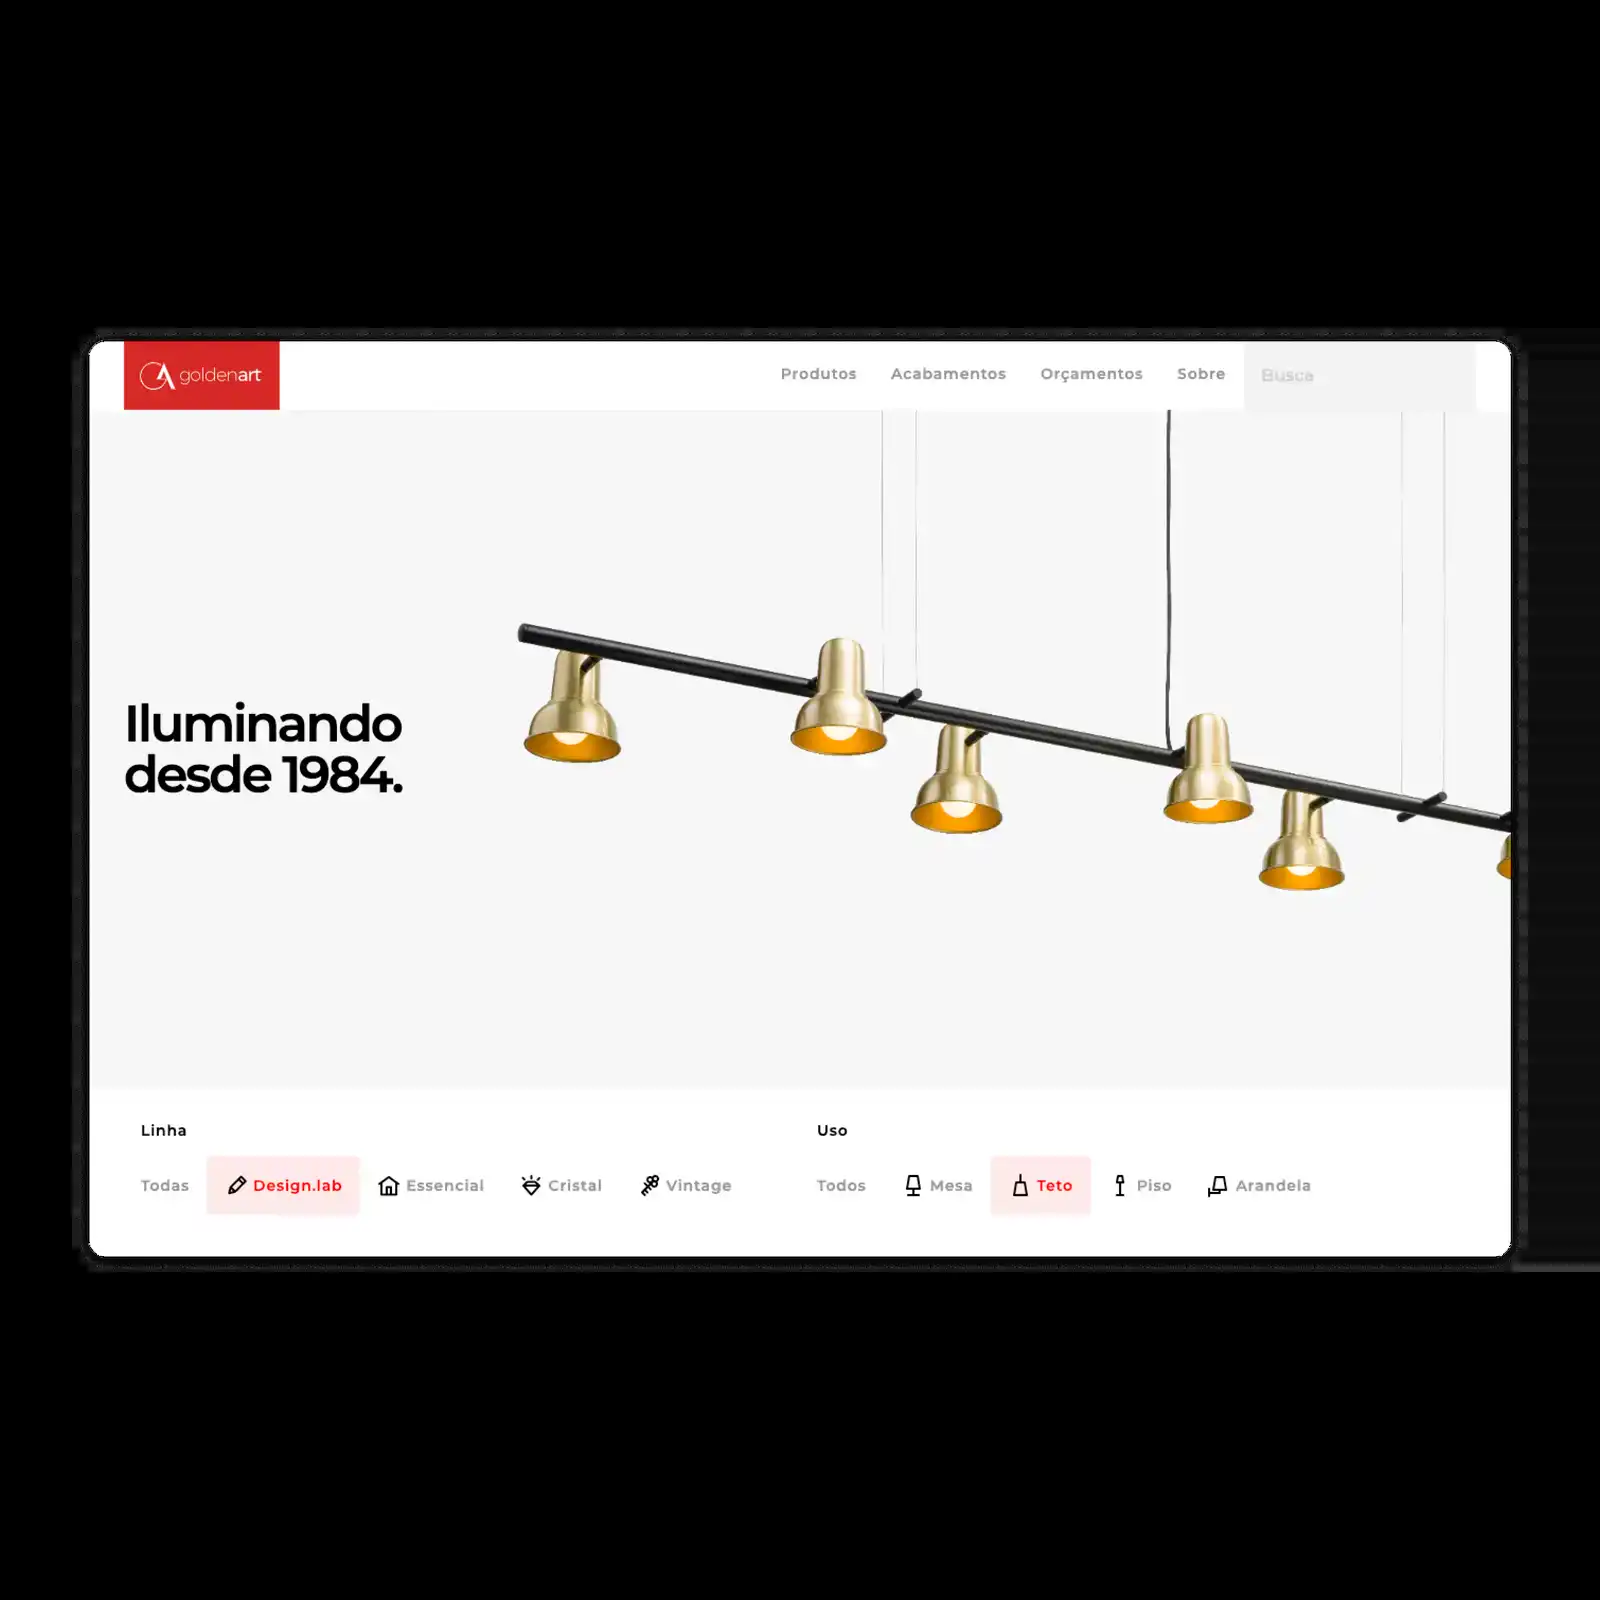 goldenart
Produtos Acabamentos Orçamentos Sobre Busca
Iluminando
desde 1984.
Linha
Todas Design.lab Essencial Cristal Vintage
Uso
Todos Mesa Teto Piso Arandela